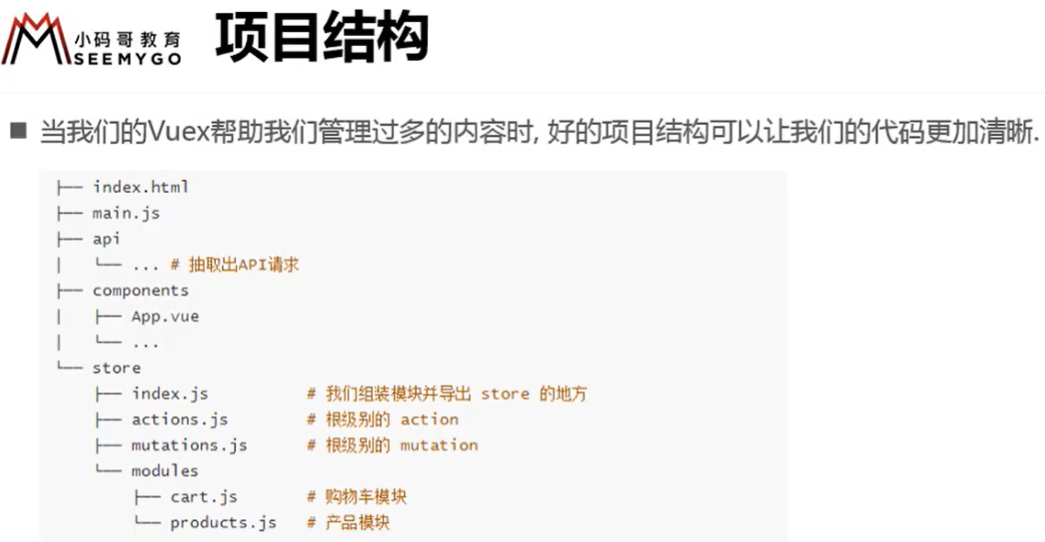 小码哥教育
SEEMYGO
项目结构
■ 当我们的Vuex帮助我们管理过多的内容时, 好的项目结构可以让我们的代码更加清晰.
├── index.html
├── main.js
├── api
│   └── ... # 抽取出API请求
├── components
│   ├── App.vue
│   └── ...
└── store
    ├── index.js          # 我们组装模块并导出 store 的地方
    ├── actions.js        # 根级别的 action
    ├── mutations.js      # 根级别的 mutation
    └── modules
        ├── cart.js       # 购物车模块
        └── products.js   # 产品模块